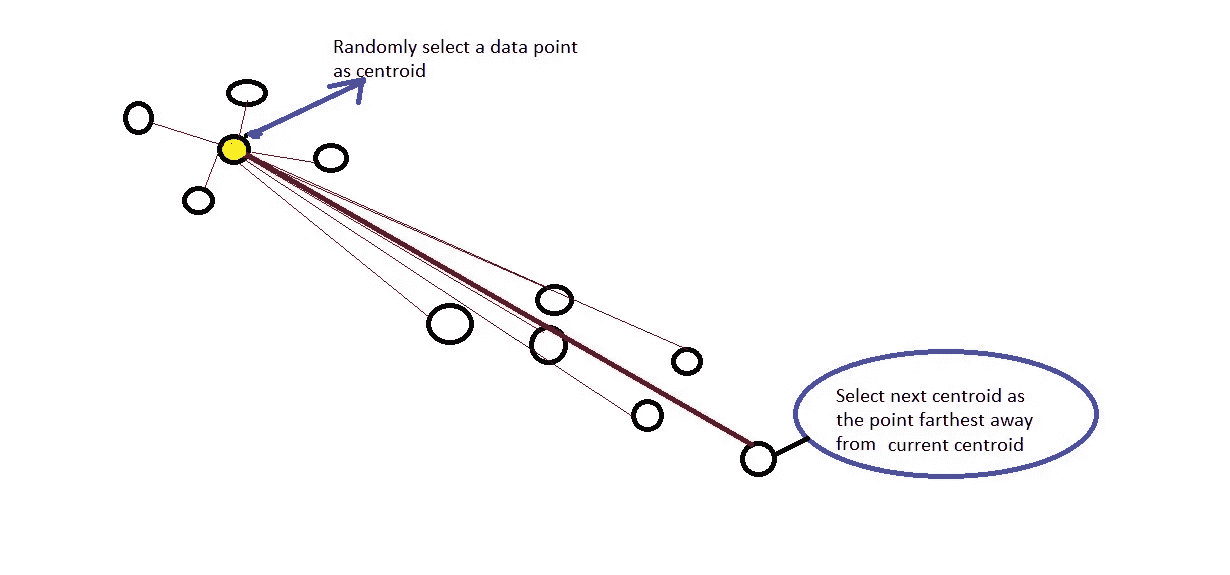 Randomly select a data point
as centroid
Select next centroid as
the point farthest away
from current centroid